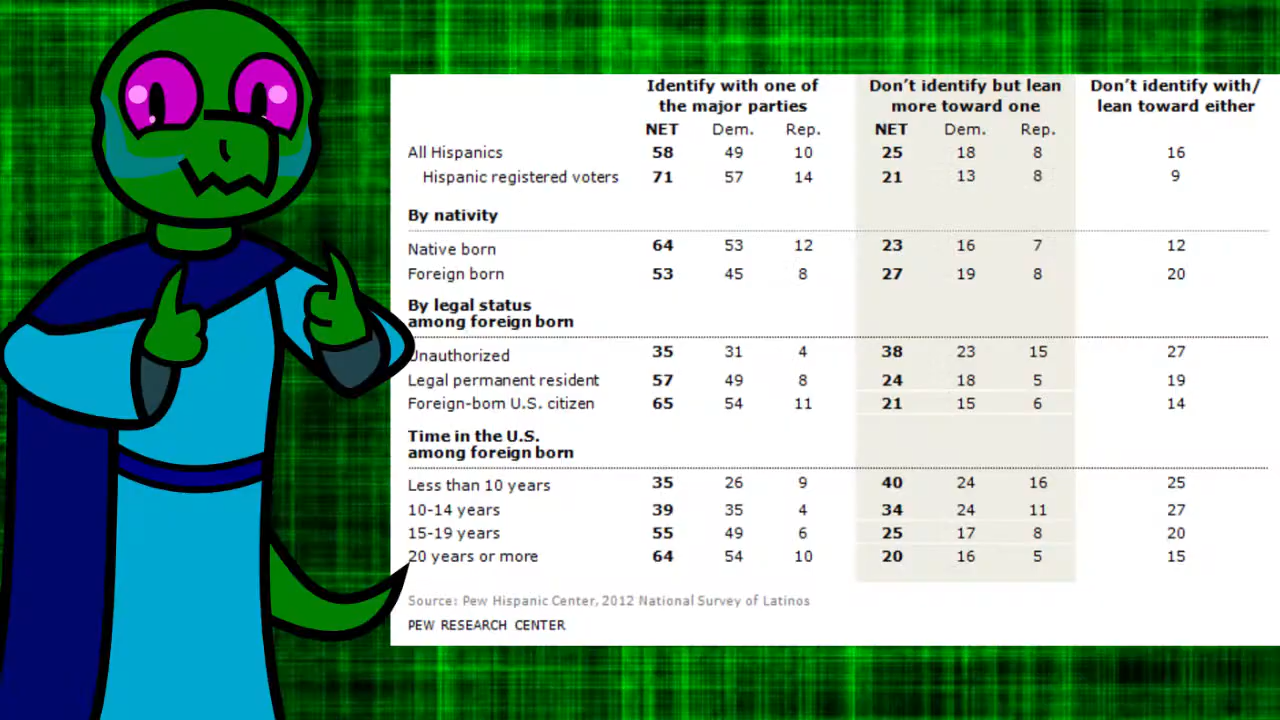 Identify with one of Don't identify but lean Don't identify with/
the major parties more toward one lean toward either
NET Dem. Rep. NET Dem. Rep.
All Hispanics 58 49 10 25 18 8 16
Hispanic registered voters 71 57 14 21 13 8 9
By nativity
Native born 64 53 12 23 16 7 12
Foreign born 53 45 8 27 19 8 20
By legal status
among foreign born
Unauthorized 35 31 4 38 23 15 27
Legal permanent resident 57 49 8 24 18 5 19
Foreign-born U.S. citizen 65 54 11 21 15 6 14
Time in the U.S.
among foreign born
Less than 10 years 35 26 9 40 24 16 25
10-14 years 39 35 4 34 24 11 27
15-19 years 55 49 6 25 17 8 20
20 years or more 64 54 10 20 16 5 15
Source: Pew Hispanic Center, 2012 National Survey of Latinos
PEW RESEARCH CENTER